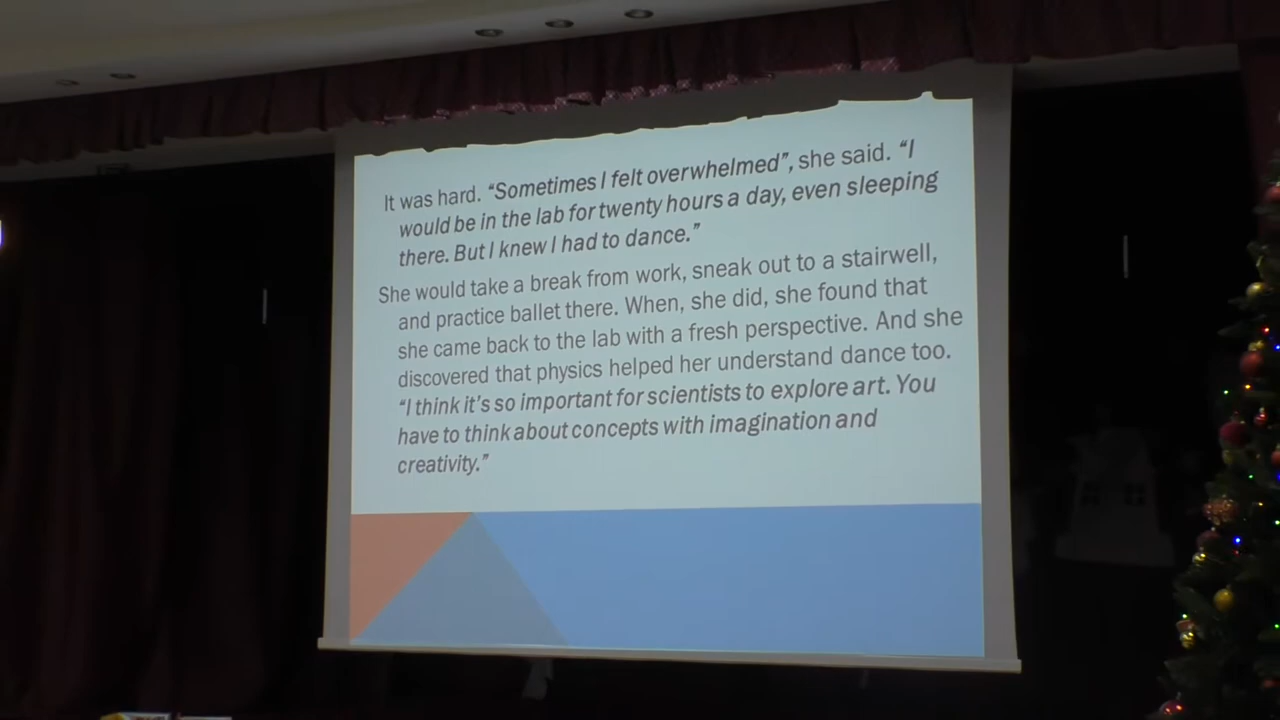 It was hard. “Sometimes I felt overwhelmed”, she said. “I
would be in the lab for twenty hours a day, even sleeping
there. But I knew I had to dance.”
She would take a break from work, sneak out to a stairwell,
and practice ballet there. When, she did, she found that
she came back to the lab with a fresh perspective. And she
discovered that physics helped her understand dance too.
“I think it’s so important for scientists to explore art. You
have to think about concepts with imagination and
creativity.”